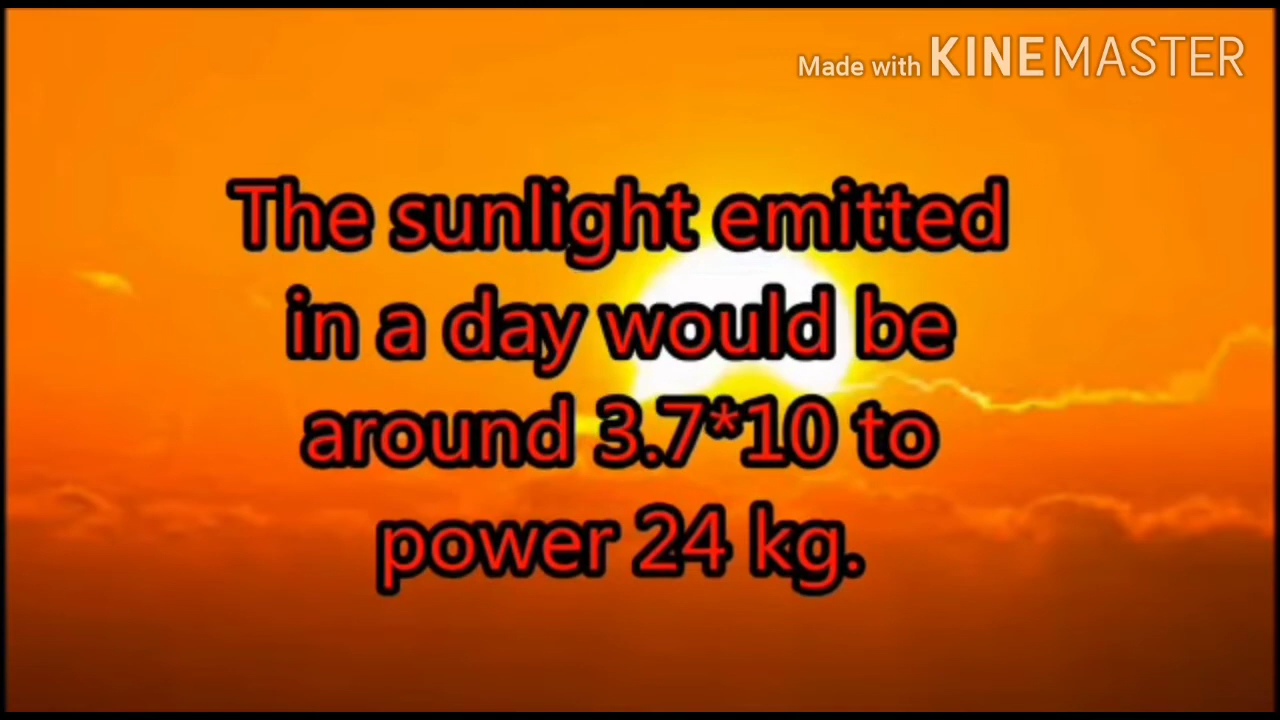 Made with KINEMASTER
The sunlight emitted
in a day would be
around 3.7*10 to
power 24 kg.